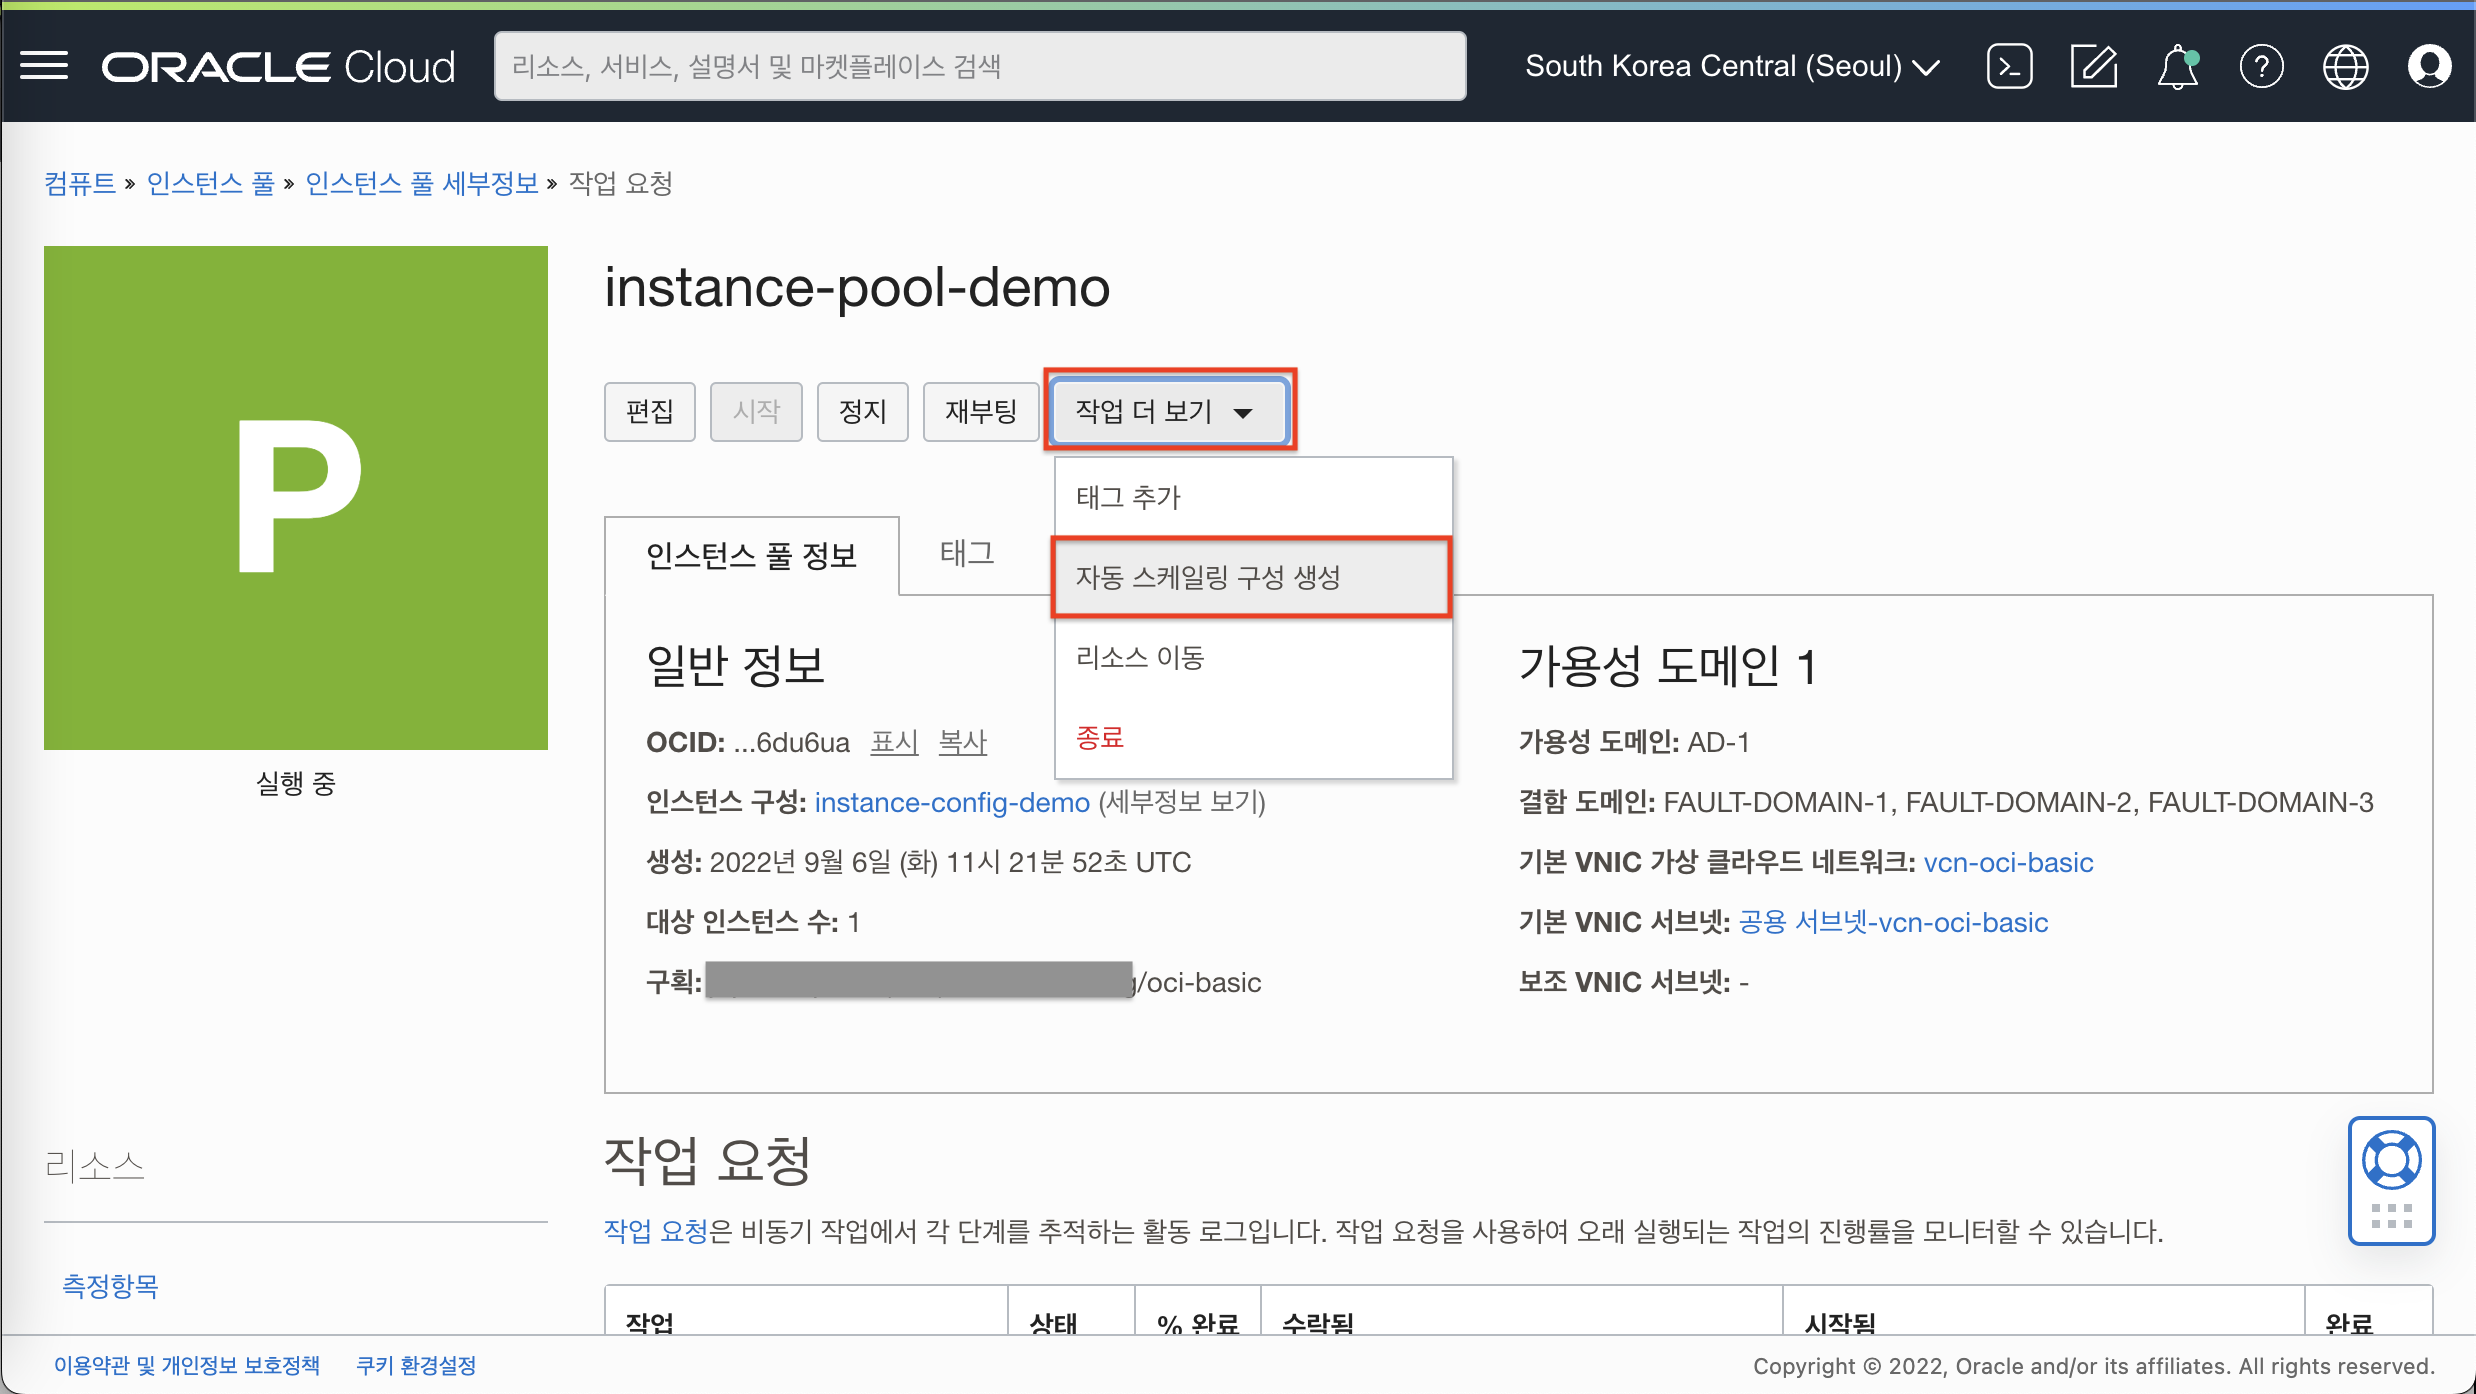 ORACLE Cloud
리소스, 서비스, 설명서 및 마켓플레이스 검색
South Korea Central (Seoul)
컴퓨트 » 인스턴스 풀 » 인스턴스 풀 세부정보 » 작업 요청
P
실행 중
instance-pool-demo
편집 시작 정지 재부팅 작업 더 보기
태그 추가
자동 스케일링 구성 생성
리소스 이동
종료
인스턴스 풀 정보 태그
일반 정보
OCID: ...6du6ua 표시 복사
인스턴스 구성: instance-config-demo (세부정보 보기)
생성: 2022년 9월 6일 (화) 11시 21분 52초 UTC
대상 인스턴스 수: 1
구획: /oci-basic
가용성 도메인 1
가용성 도메인: AD-1
결함 도메인: FAULT-DOMAIN-1, FAULT-DOMAIN-2, FAULT-DOMAIN-3
기본 VNIC 가상 클라우드 네트워크: vcn-oci-basic
기본 VNIC 서브넷: 공용 서브넷-vcn-oci-basic
보조 VNIC 서브넷: -
리소스
측정항목
작업 요청
작업 요청은 비동기 작업에서 각 단계를 추적하는 활동 로그입니다. 작업 요청을 사용하여 오래 실행되는 작업의 진행률을 모니터할 수 있습니다.
작업 상태 % 완료 수락됨 시작됨 완료
이용약관 및 개인정보 보호정책 쿠키 환경설정
Copyright © 2022, Oracle and/or its affiliates. All rights reserved.